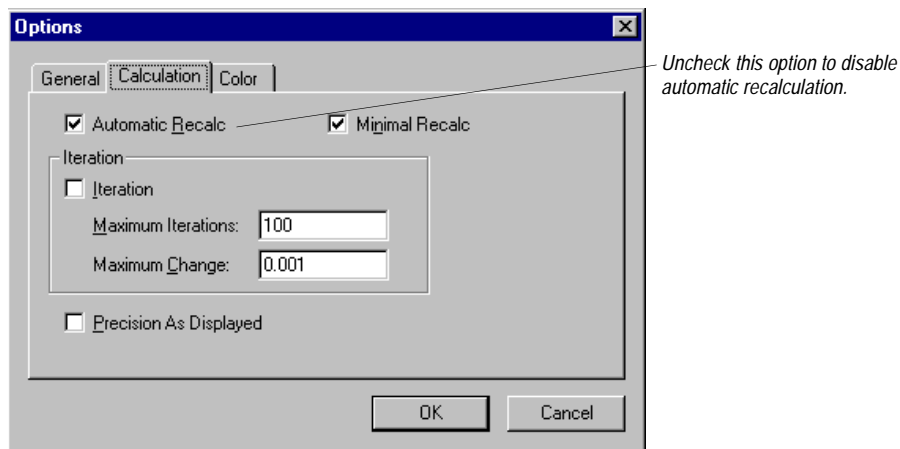 Options
General Calculation Color
Uncheck this option to disable
automatic recalculation.
Automatic Recalc Minimal Recalc
Iteration
Iteration
Maximum Iterations: 100
Maximum Change: 0.001
Precision As Displayed
OK Cancel